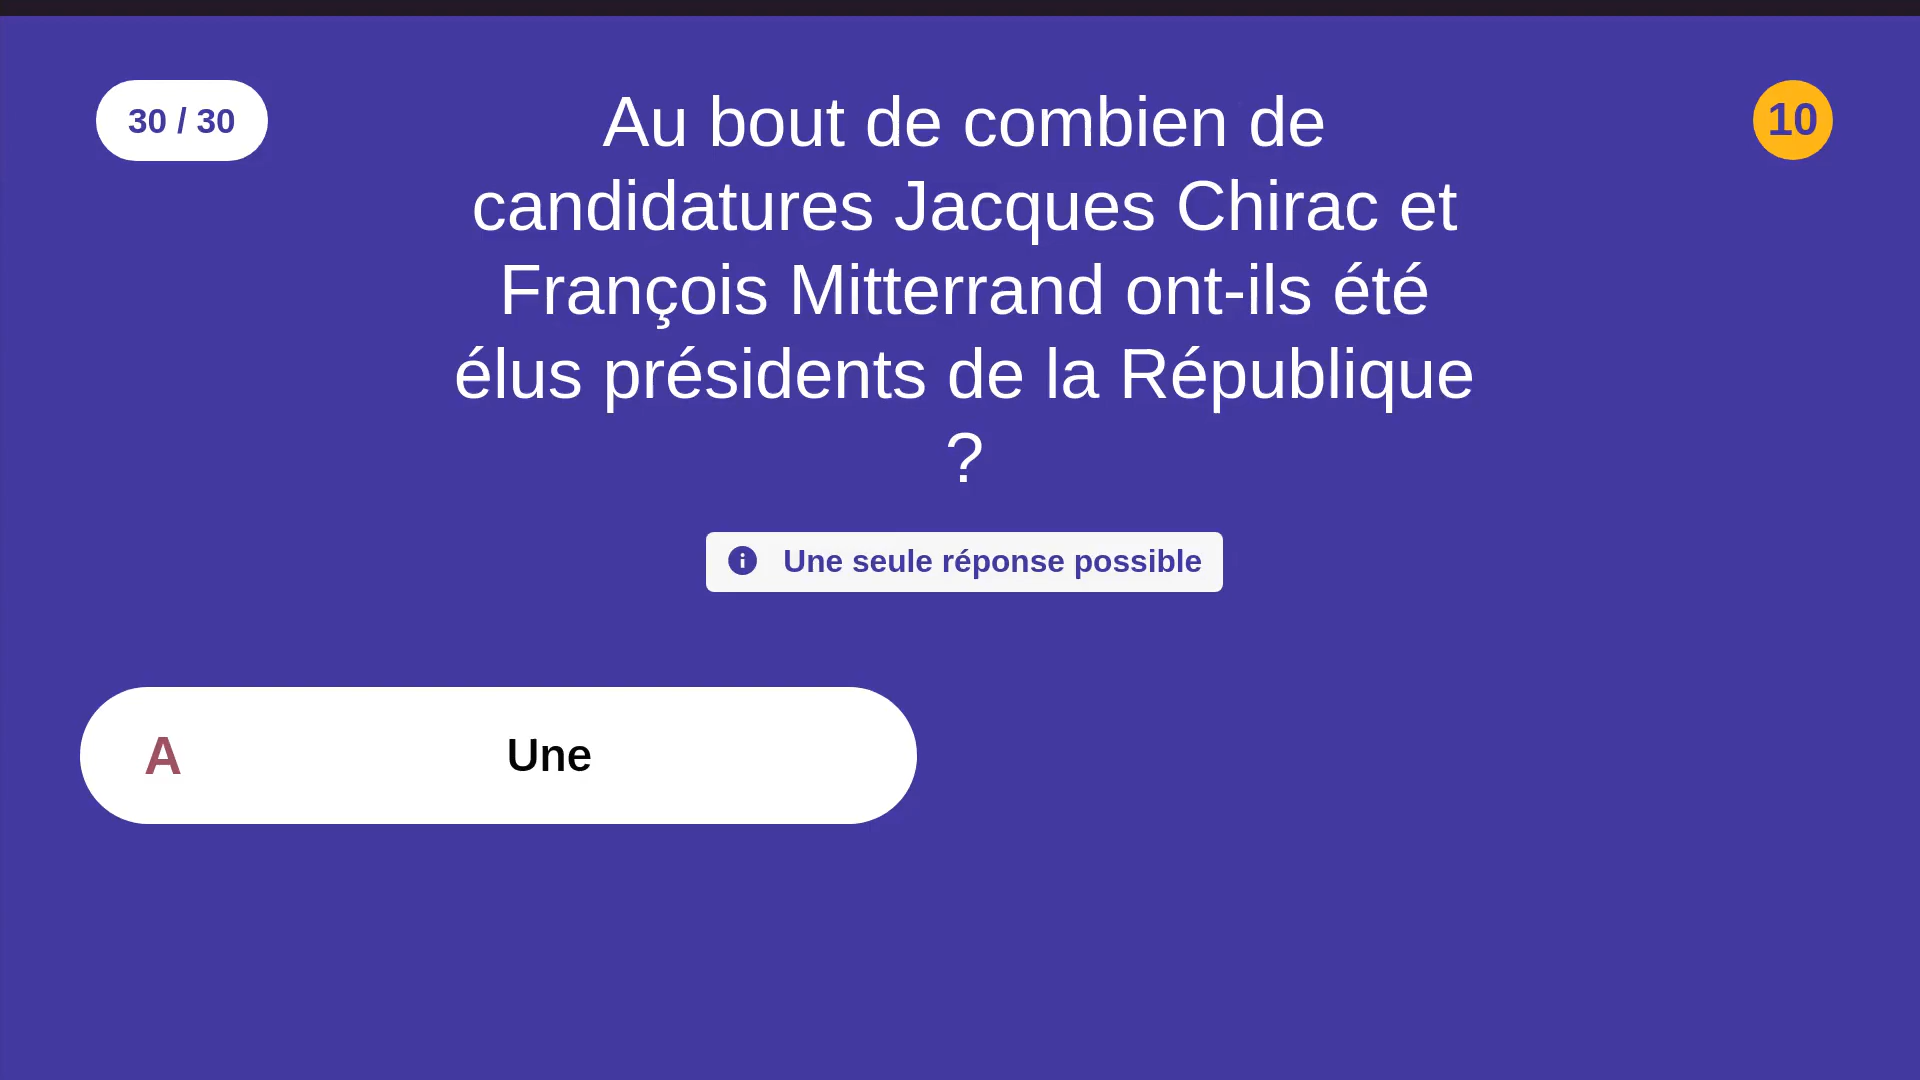 30 / 30
Au bout de combien de
candidatures Jacques Chirac et
François Mitterrand ont-ils été
élus présidents de la République
?
10
Une seule réponse possible
A Une